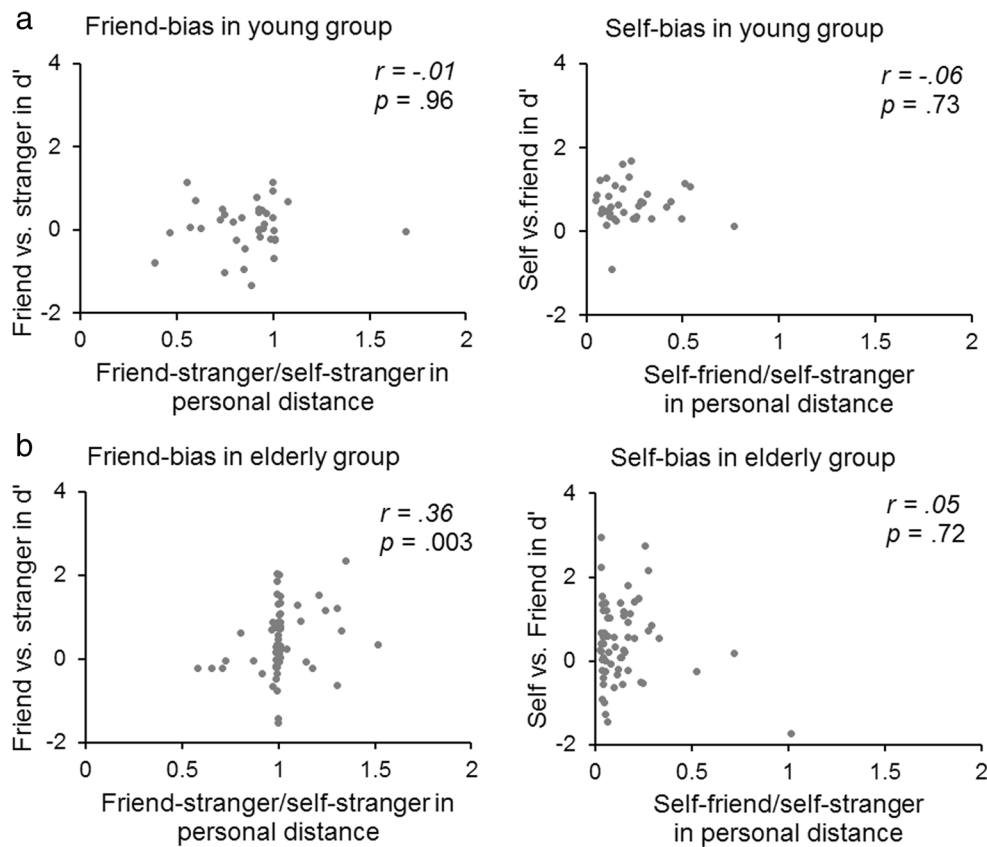 a
Friend-bias in young group
4
2
0
-2
0
0.5
1
1.5
2
r = -.01
p = .96
Friend vs. stranger in d'
Friend-stranger/self-stranger in
personal distance
Self-bias in young group
4
2
0
-2
0
0.5
1
1.5
2
r = -.06
p = .73
Self vs.friend in d'
Self-friend/self-stranger
in personal distance
b
Friend-bias in elderly group
4
2
0
-2
0
0.5
1
1.5
2
r = .36
p = .003
Friend vs. stranger in d'
Friend-stranger/self-stranger in
personal distance
Self-bias in elderly group
4
2
0
-2
0
0.5
1
1.5
2
r = .05
p = .72
Self vs. Friend in d'
Self-friend/self-stranger
in personal distance